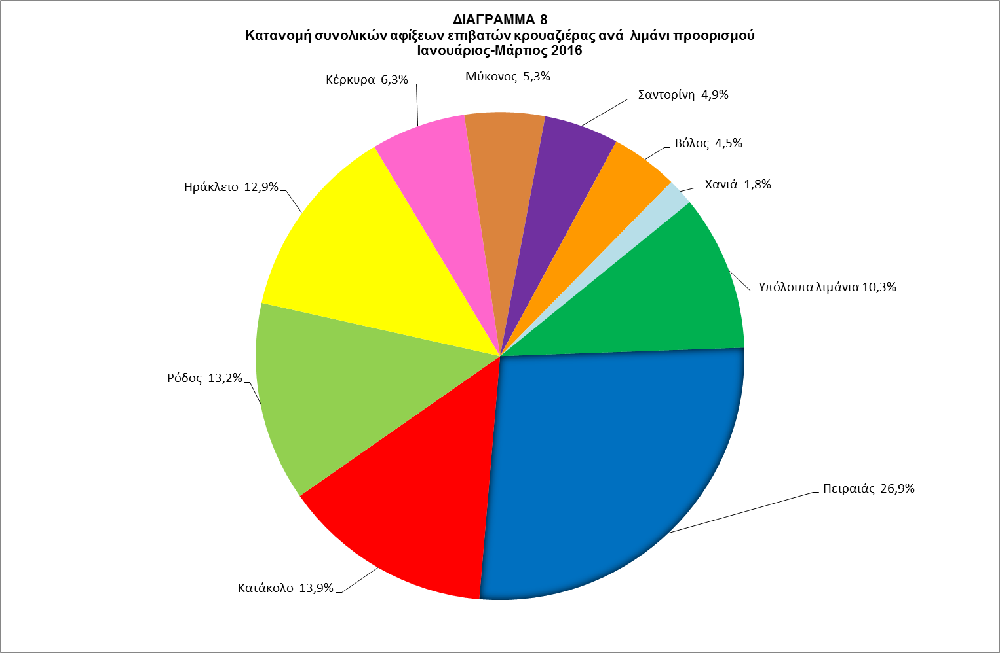 ΔΙΑΓΡΑΜΜΑ 8
Κατανομή συνολικών αφίξεων επιβατών κρουαζιέρας ανά λιμάνι προορισμού
Ιανουάριος-Μάρτιος 2016
Κέρκυρα 6,3%
Μύκονος 5,3%
Σαντορίνη 4,9%
Βόλος 4,5%
Χανιά 1,8%
Ηράκλειο 12,9%
Υπόλοιπα λιμάνια 10,3%
Ρόδος 13,2%
Πειραιάς 26,9%
Κατάκολο 13,9%